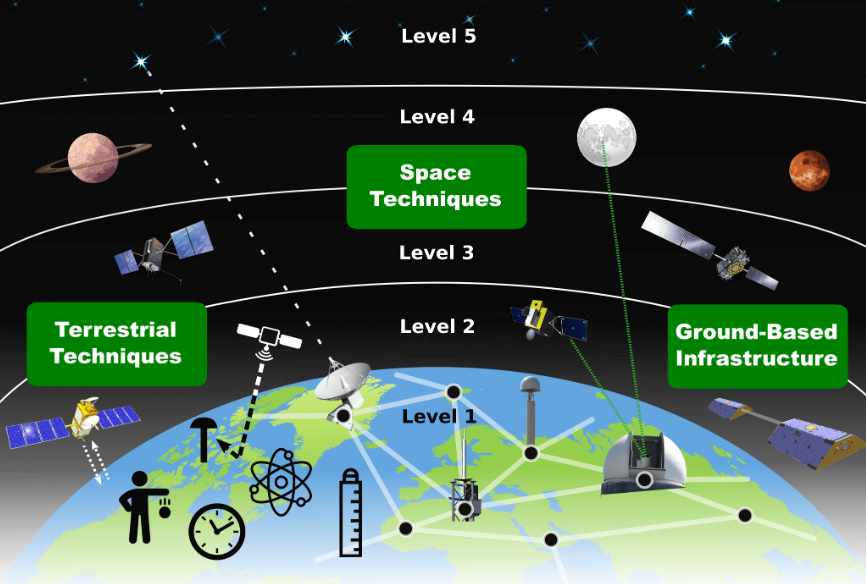 Level 5
Level 4
Space
Techniques
Level 3
Terrestrial
Techniques
Level 2
Ground-Based
Infrastructure
Level 1